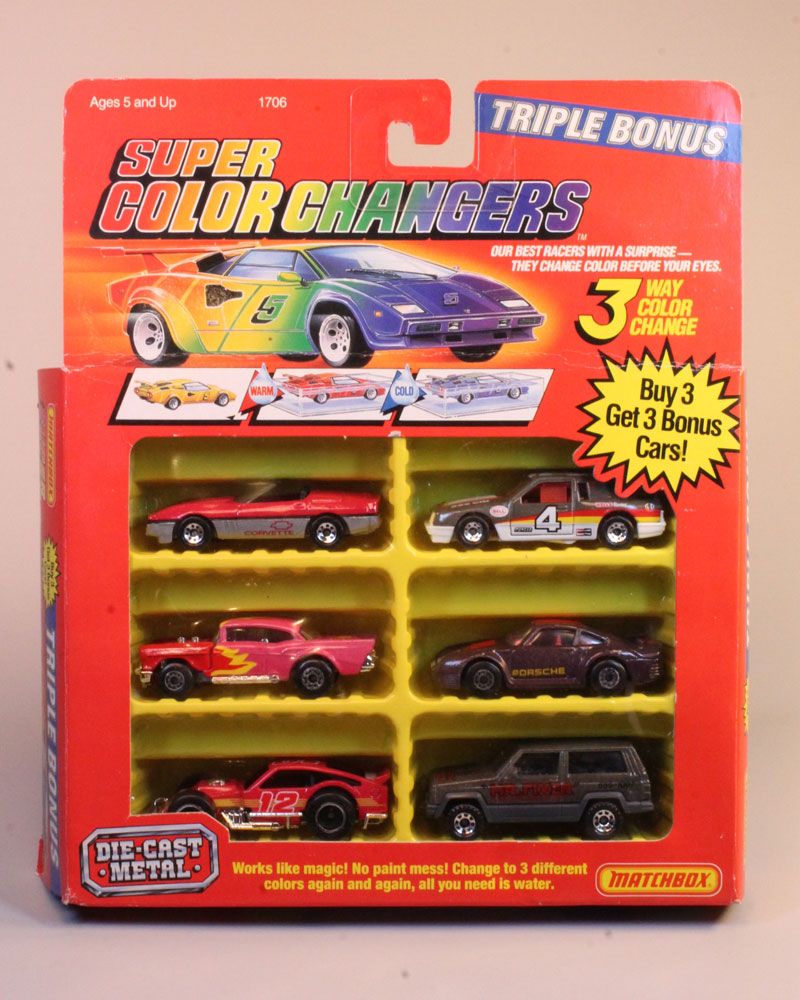 Ages 5 and Up
1706
TRIPLE BONUS
SUPER
COLOR CHANGERS
TM
OUR BEST RACERS WITH A SURPRISE—
THEY CHANGE COLOR BEFORE YOUR EYES.
5
3 WAY
COLOR
CHANGE
WARM
COLD
Buy 3
Get 3 Bonus
Cars!
MATCHBOX
CORVETTE
4
PORSCHE
12
TRIPLE BONUS
DIE-CAST
METAL
Works like magic! No paint mess! Change to 3 different
colors again and again, all you need is water.
MATCHBOX